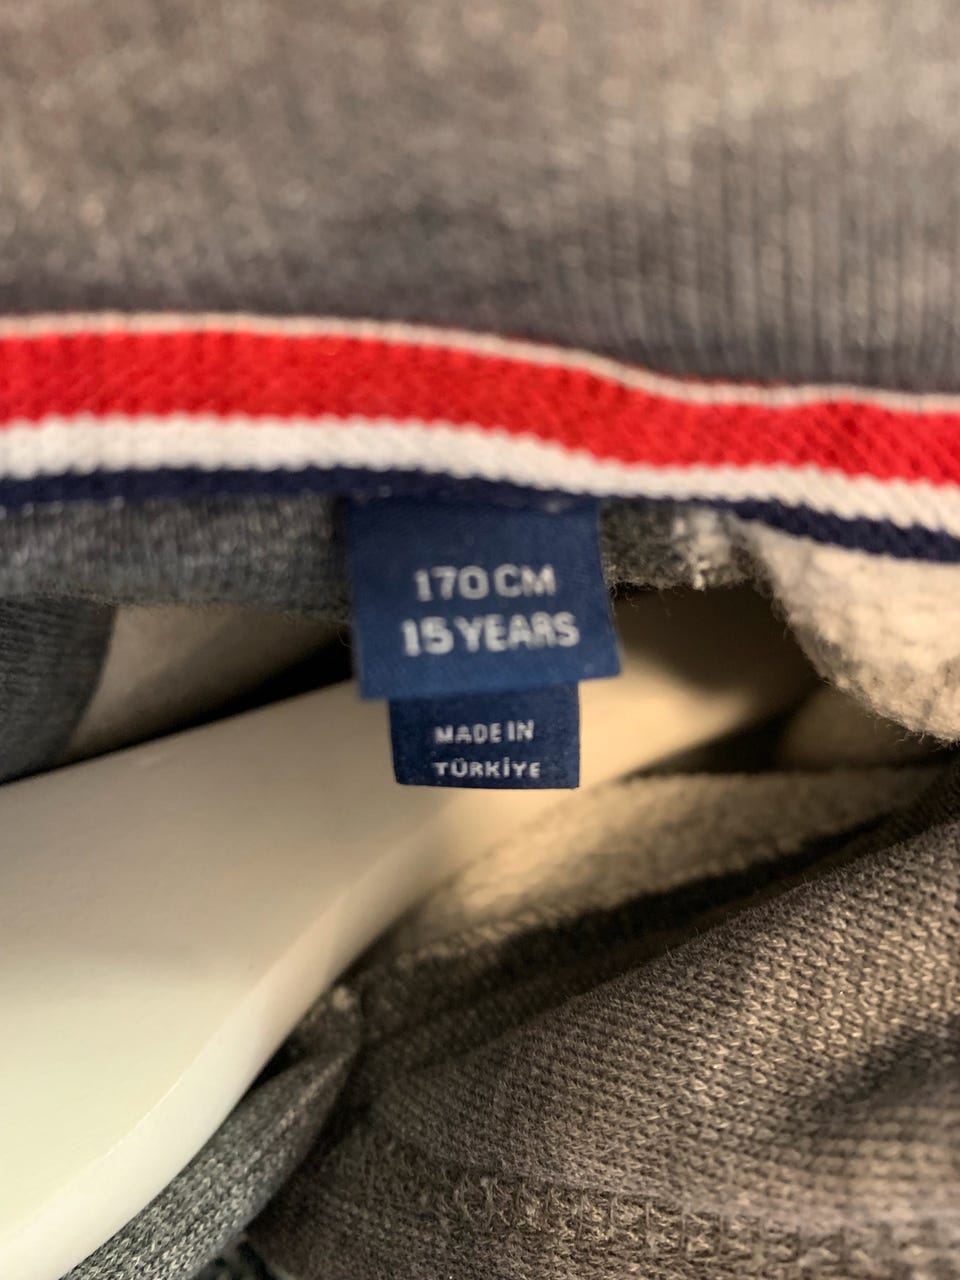 170 CM
15 YEARS
MADE IN
TÜRKİYE